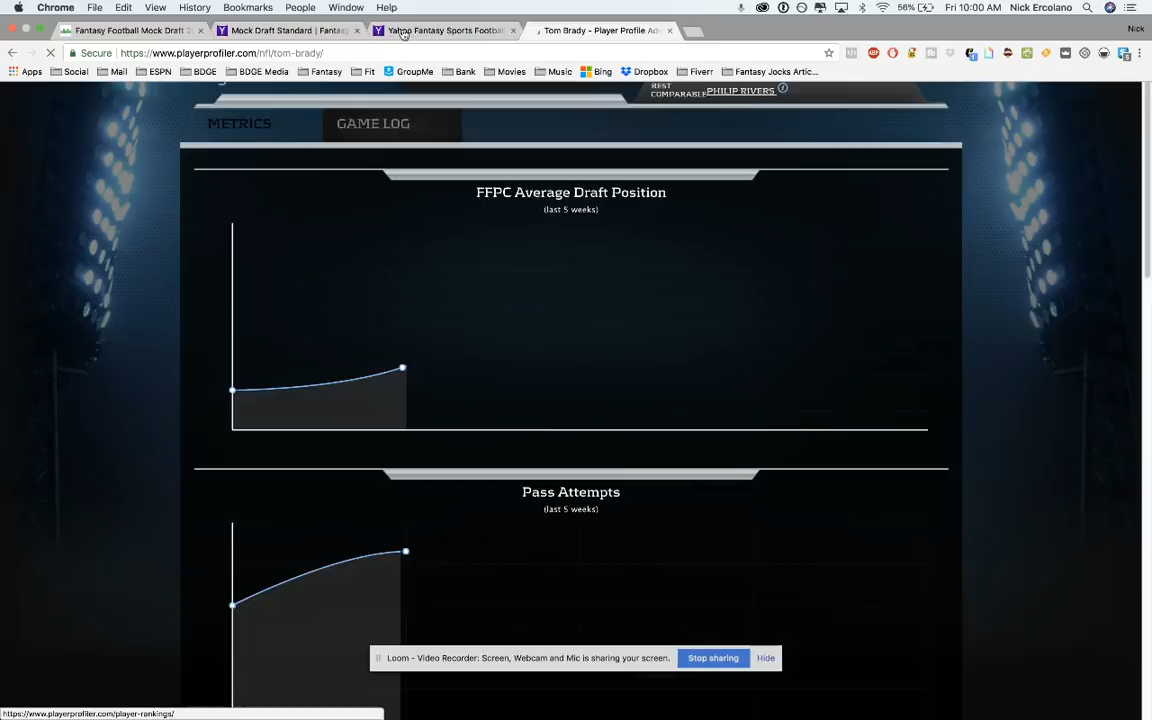 Chrome File Edit View History Bookmarks People Window Help 56% Fri 10:00 AM Nick Ercolano
Fantasy Football Mock Draft 2 Mock Draft Standard | Fantasy Yahoo Fantasy Sports Footbal Tom Brady - Player Profile Ad Nick
Secure https://www.playerprofiler.com/nfl/tom-brady/
Apps Social Mail ESPN BDGE BDGE Media Fantasy Fit GroupMe Bank Movies Music Bing Dropbox Fiverr Fantasy Jocks Artic...
BEST
COMPARABLE PHILIP RIVERS
METRICS GAME LOG
FFPC Average Draft Position
(last 5 weeks)
Pass Attempts
(last 5 weeks)
Loom - Video Recorder: Screen, Webcam and Mic is sharing your screen. Stop sharing Hide
https://www.playerprofiler.com/player-rankings/